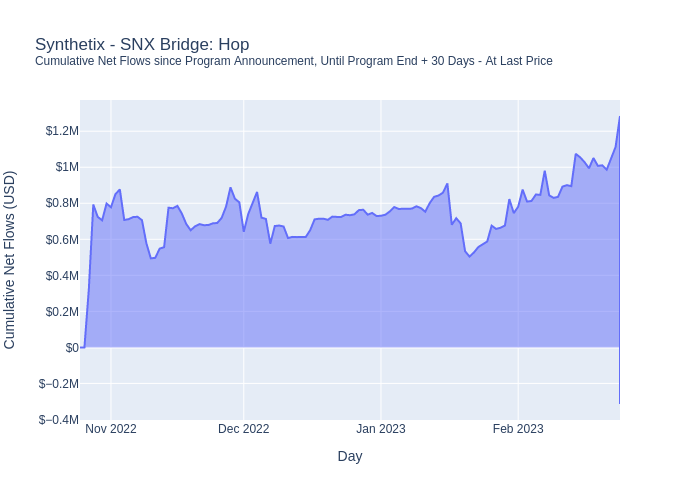 Synthetix - SNX Bridge: Hop
Cumulative Net Flows since Program Announcement, Until Program End + 30 Days - At Last Price
Cumulative Net Flows (USD)
$1.2M
$1M
$0.8M
$0.6M
$0.4M
$0.2M
$0
$−0.2M
$−0.4M
Nov 2022
Dec 2022
Jan 2023
Feb 2023
Day